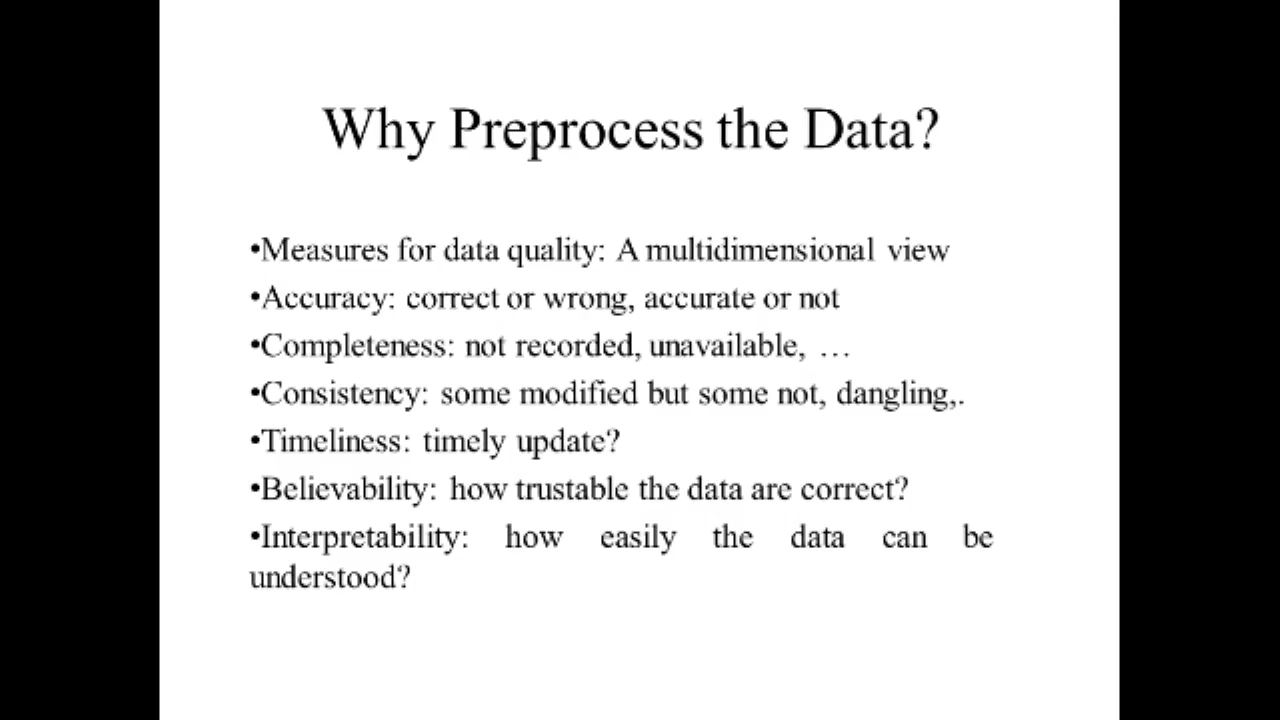 Why Preprocess the Data?
•Measures for data quality: A multidimensional view
•Accuracy: correct or wrong, accurate or not
•Completeness: not recorded, unavailable, …
•Consistency: some modified but some not, dangling,.
•Timeliness: timely update?
•Believability: how trustable the data are correct?
•Interpretability: how easily the data can be
understood?